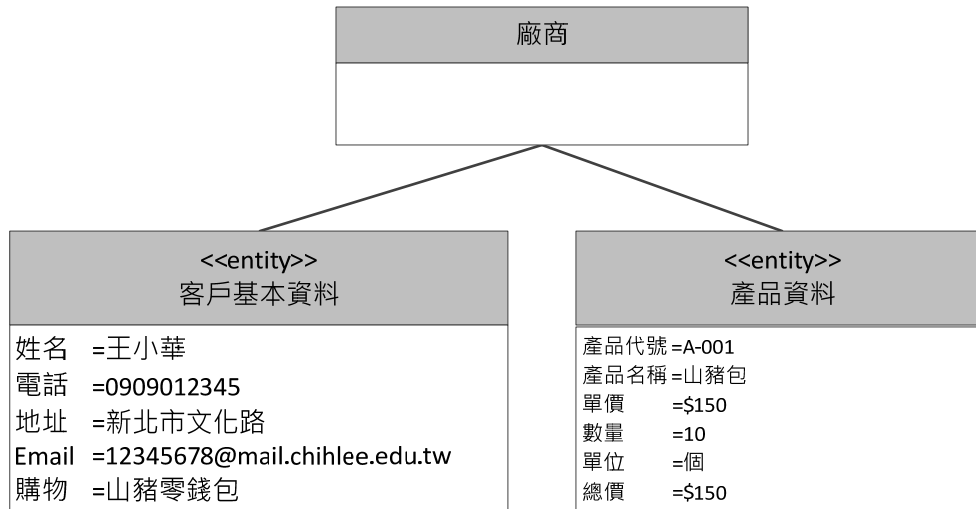 廠商
<<entity>>
客戶基本資料
姓名 =王小華
電話 =0909012345
地址 =新北市文化路
Email =12345678@mail.chihlee.edu.tw
購物 =山豬零錢包
<<entity>>
產品資料
產品代號=A-001
產品名稱=山豬包
單價 =$150
數量 =10
單位 =個
總價 =$150